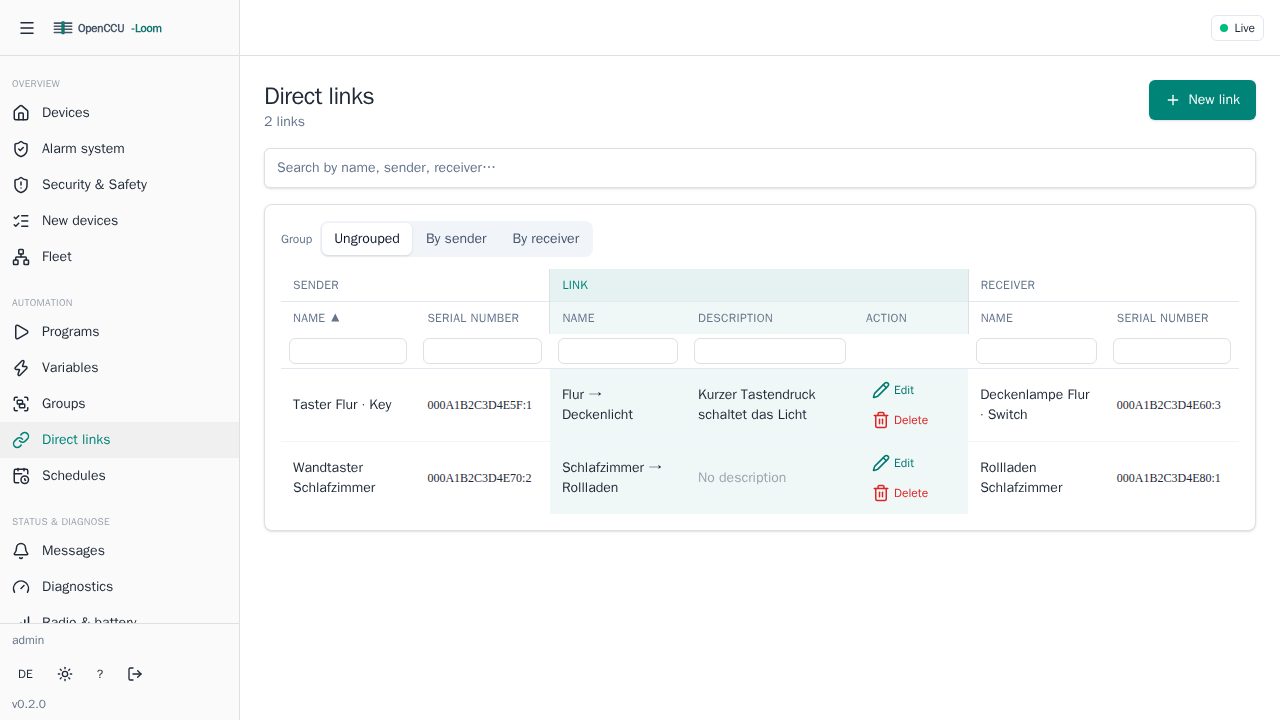 OpenCCU -Loom
Live
OVERVIEW
Devices
Alarm system
Security & Safety
New devices
Fleet
AUTOMATION
Programs
Variables
Groups
Direct links
Schedules
STATUS & DIAGNOSE
Messages
Diagnostics
Radio & battery
admin
DE
?
v0.2.0
Direct links
2 links
New link
Search by name, sender, receiver…
Group Ungrouped By sender By receiver
SENDER LINK RECEIVER
NAME ▲ SERIAL NUMBER NAME DESCRIPTION ACTION NAME SERIAL NUMBER
Taster Flur · Key
000A1B2C3D4E5F:1
Flur →
Deckenlicht
Kurzer Tastendruck
schaltet das Licht
Edit
Delete
Deckenlampe Flur
· Switch
000A1B2C3D4E60:3
Wandtaster
Schlafzimmer
000A1B2C3D4E70:2
Schlafzimmer →
Rollladen
No description
Edit
Delete
Rollladen
Schlafzimmer
000A1B2C3D4E80:1